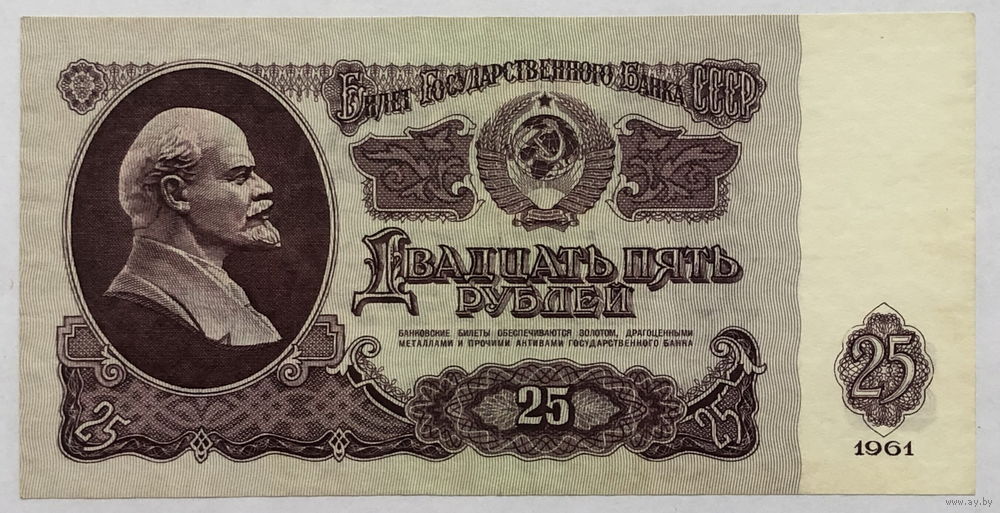 Билет Государственного Банка СССР
Двадцать пять
рублей
БАНКОВСКИЕ БИЛЕТЫ ОБЕСПЕЧИВАЮТСЯ ЗОЛОТОМ, ДРАГОЦЕННЫМИ
МЕТАЛЛАМИ И ПРОЧИМИ АКТИВАМИ ГОСУДАРСТВЕННОГО БАНКА
25
25
25
25
1961
www.ay.by